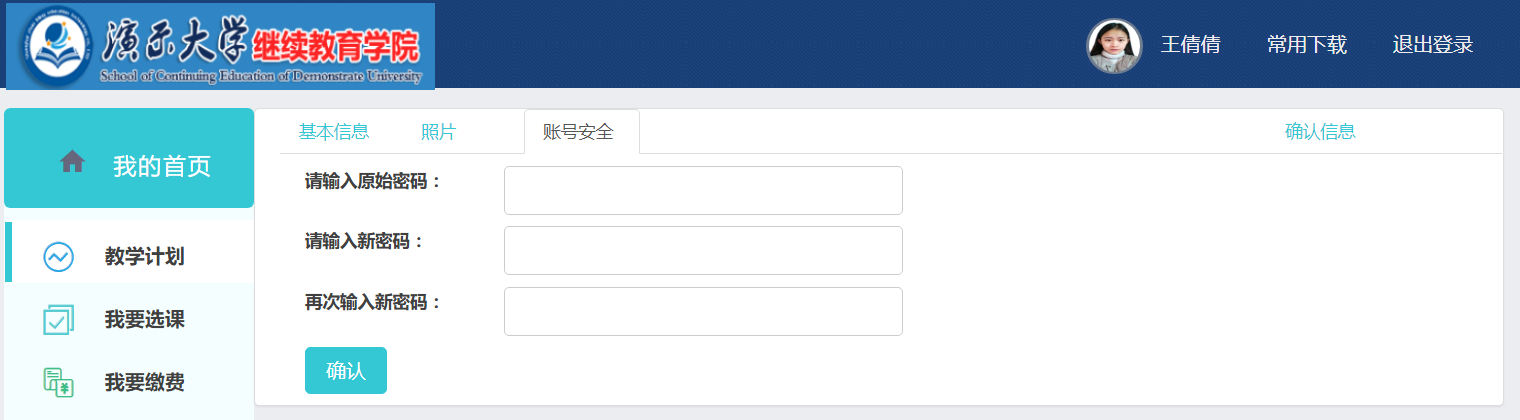 演示大学继续教育学院
School of Continuing Education of Demonstrate University
王倩倩 常用下载 退出登录
我的首页
教学计划
我要选课
我要缴费
基本信息 照片 账号安全 确认信息
请输入原始密码：
请输入新密码：
再次输入新密码：
确认